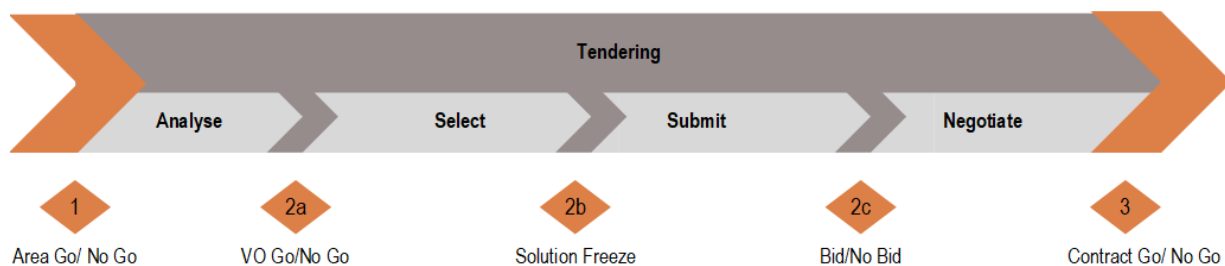 Tendering
Analyse
Select
Submit
Negotiate
1
2a
2b
2c
3
Area Go/ No Go
VO Go/No Go
Solution Freeze
Bid/No Bid
Contract Go/ No Go